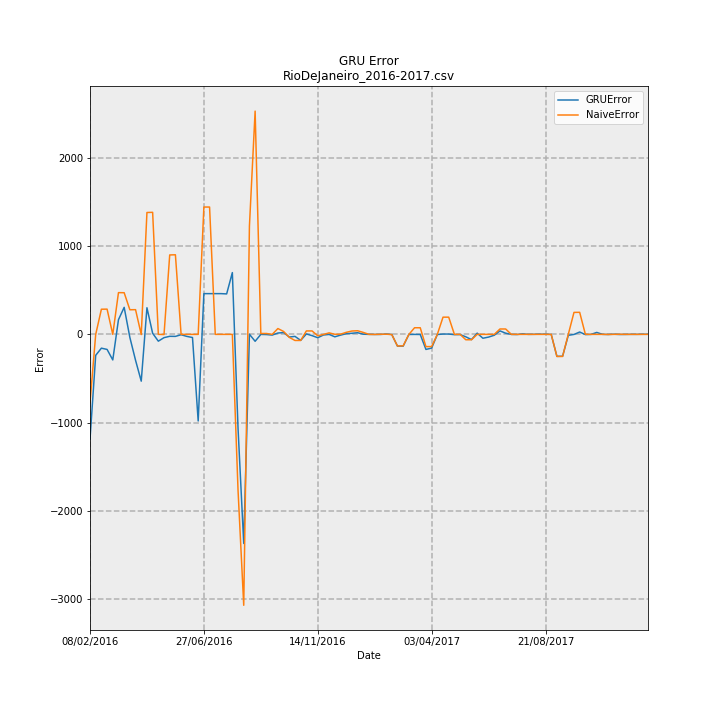 GRU Error
RioDeJaneiro_2016-2017.csv
GRUError
NaiveError
2000
1000
0
−1000
−2000
−3000
Error
08/02/2016 27/06/2016 14/11/2016 03/04/2017 21/08/2017
Date